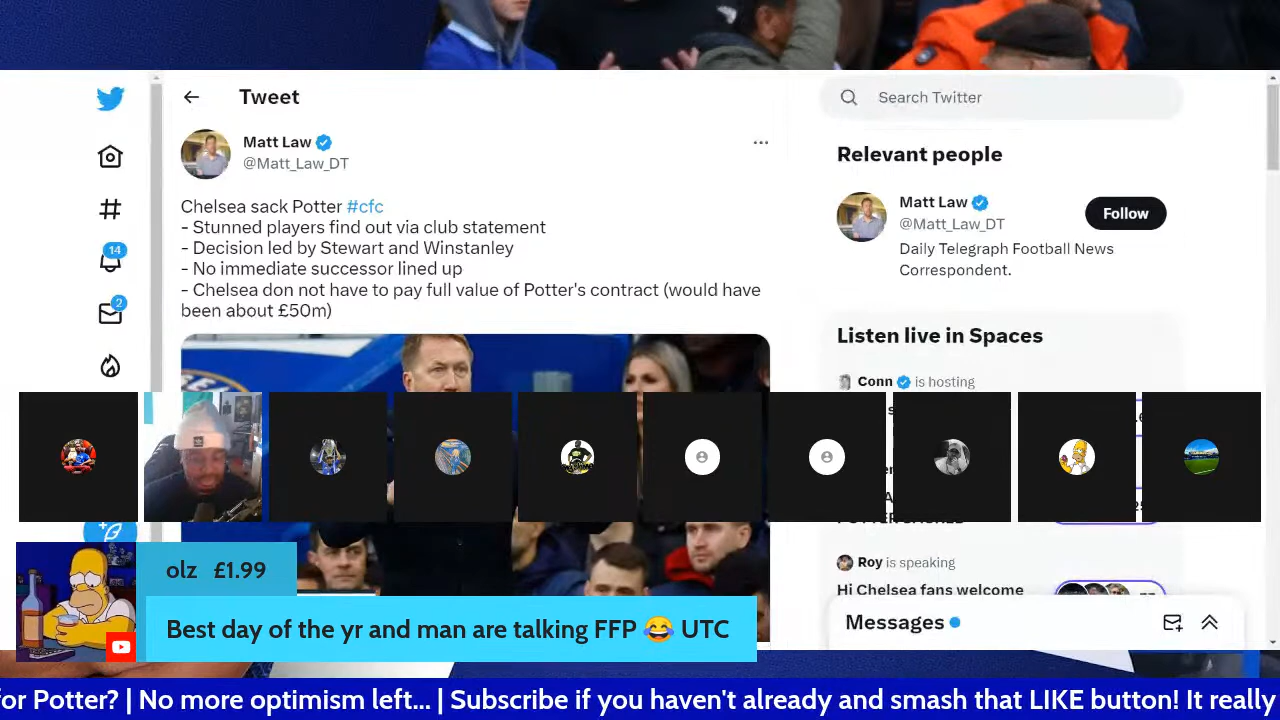 Tweet
Search Twitter
Matt Law
@Matt_Law_DT
Chelsea sack Potter #cfc
- Stunned players find out via club statement
- Decision led by Stewart and Winstanley
- No immediate successor lined up
- Chelsea don not have to pay full value of Potter's contract (would have
been about £50m)
14
2
Relevant people
Matt Law
@Matt_Law_DT
Follow
Daily Telegraph Football News
Correspondent.
Listen live in Spaces
Conn is hosting
Roy is speaking
Hi Chelsea fans welcome
Messages
olz £1.99
Best day of the yr and man are talking FFP 😂 UTC
for Potter? | No more optimism left... | Subscribe if you haven't already and smash that LIKE button! It really